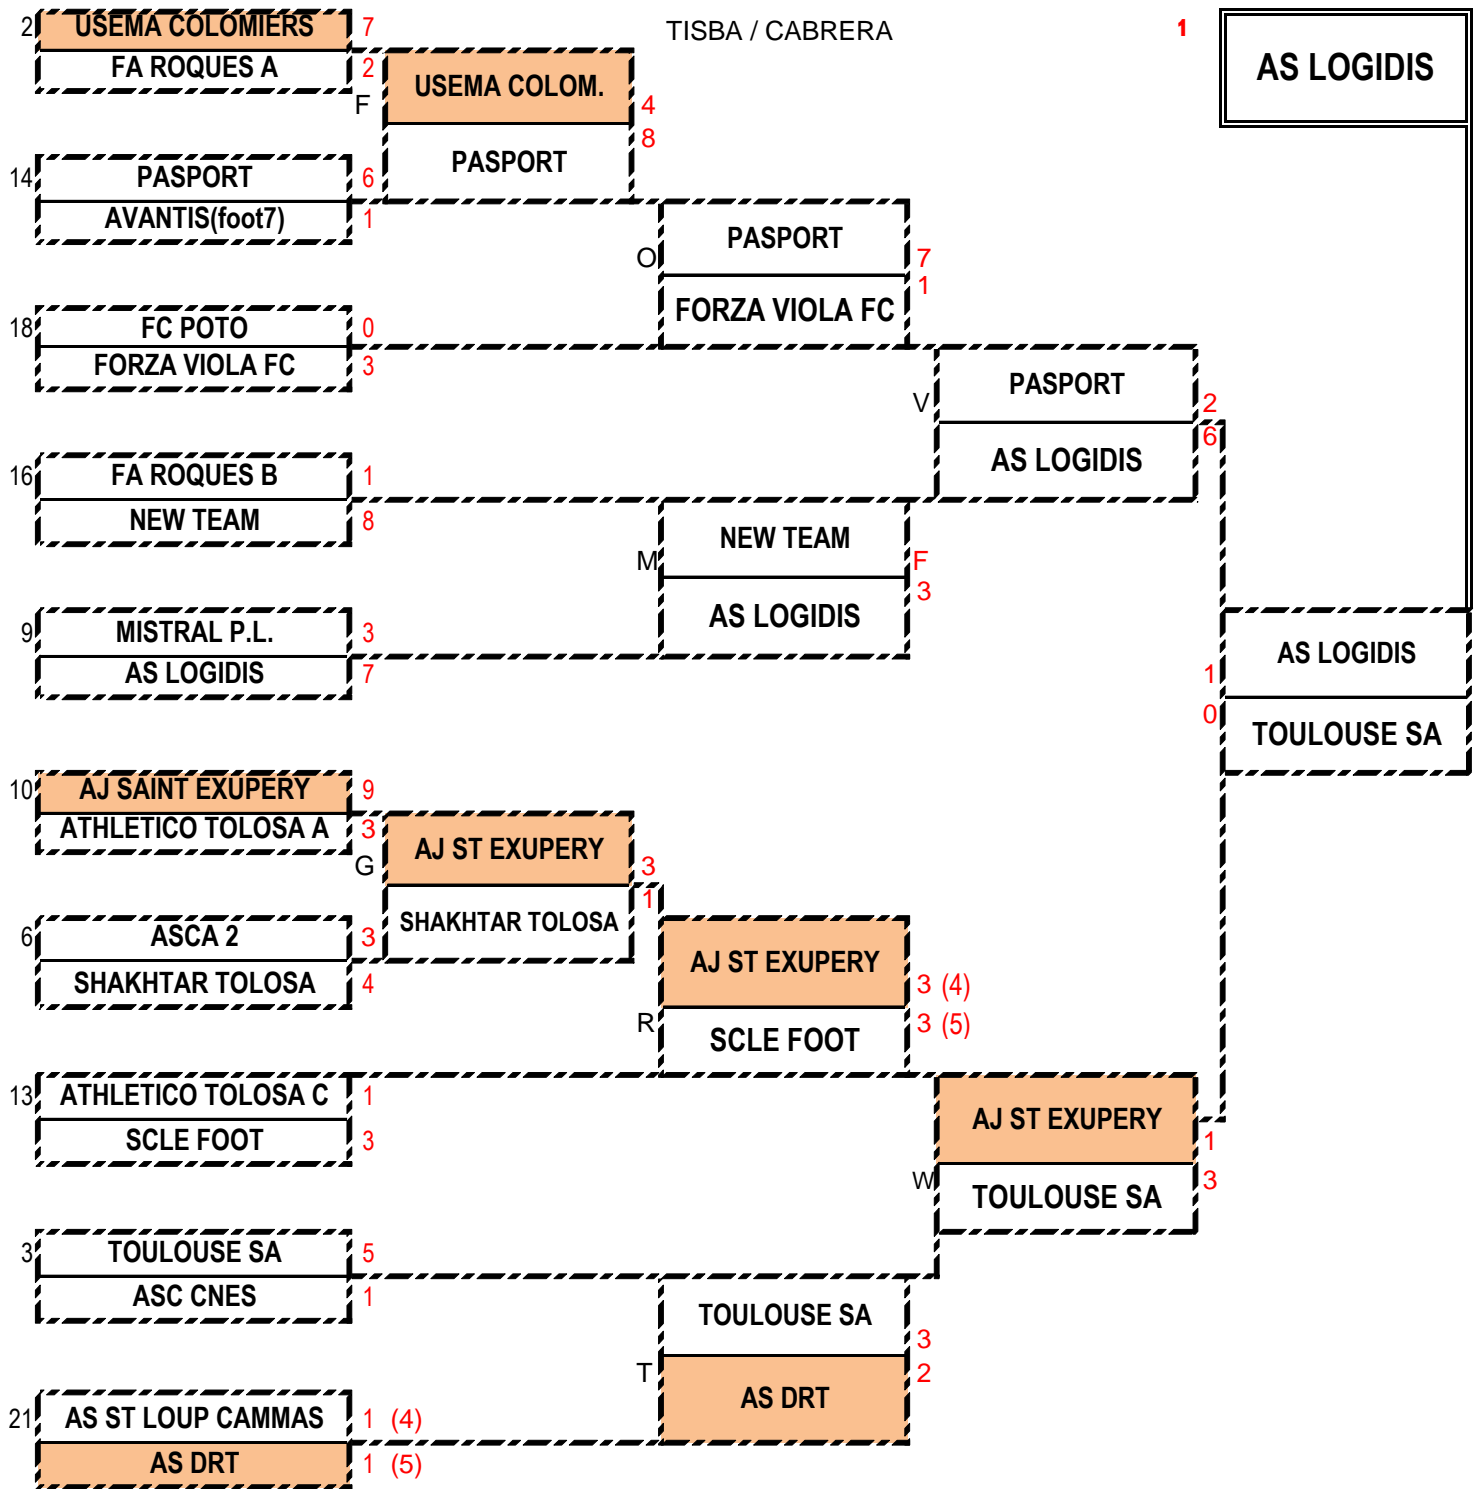 2 USEMA COLOMIERS 7
FA ROQUES A 2
TISBA / CABRERA
1
AS LOGIDIS
F USEMA COLOM. 4
PASPORT 8
14 PASPORT 6
AVANTIS(foot7) 1
O PASPORT 7
FORZA VIOLA FC 1
18 FC POTO 0
FORZA VIOLA FC 3
V PASPORT 2
AS LOGIDIS 6
16 FA ROQUES B 1
NEW TEAM 8
M NEW TEAM F
AS LOGIDIS 3
9 MISTRAL P.L. 3
AS LOGIDIS 7
1 AS LOGIDIS
0 TOULOUSE SA
10 AJ SAINT EXUPERY 9
ATHLETICO TOLOSA A 3
G AJ ST EXUPERY 3
SHAKHTAR TOLOSA 1
6 ASCA 2 3
SHAKHTAR TOLOSA 4
AJ ST EXUPERY 3 (4)
R SCLE FOOT 3 (5)
13 ATHLETICO TOLOSA C 1
SCLE FOOT 3
AJ ST EXUPERY 1
W TOULOUSE SA 3
3 TOULOUSE SA 5
ASC CNES 1
TOULOUSE SA 3
T AS DRT 2
21 AS ST LOUP CAMMAS 1 (4)
AS DRT 1 (5)